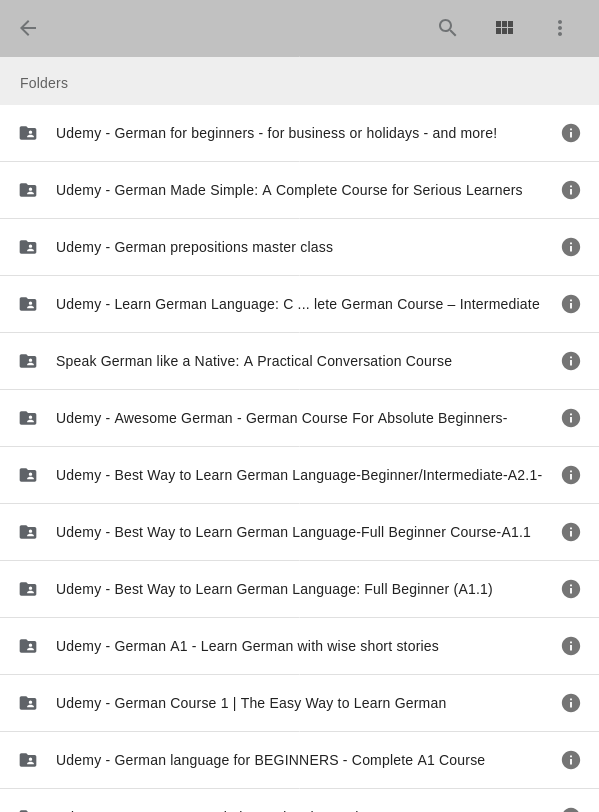 Folders
Udemy - German for beginners - for business or holidays - and more!
Udemy - German Made Simple: A Complete Course for Serious Learners
Udemy - German prepositions master class
Udemy - Learn German Language: C ... lete German Course – Intermediate
Speak German like a Native: A Practical Conversation Course
Udemy - Awesome German - German Course For Absolute Beginners-
Udemy - Best Way to Learn German Language-Beginner/Intermediate-A2.1-
Udemy - Best Way to Learn German Language-Full Beginner Course-A1.1
Udemy - Best Way to Learn German Language: Full Beginner (A1.1)
Udemy - German A1 - Learn German with wise short stories
Udemy - German Course 1 | The Easy Way to Learn German
Udemy - German language for BEGINNERS - Complete A1 Course